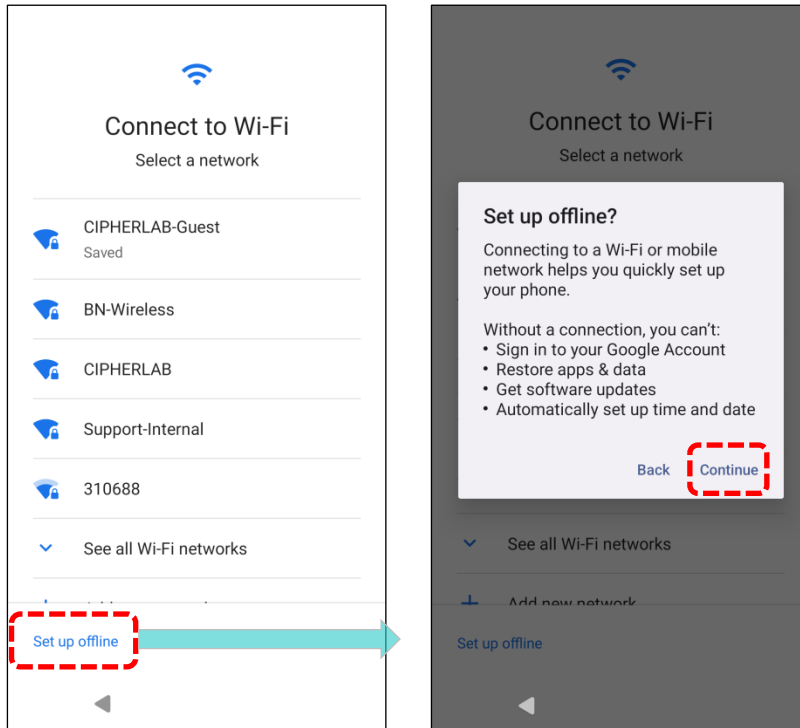 Connect to Wi-Fi
Select a network
CIPHERLAB-Guest
Saved
BN-Wireless
CIPHERLAB
Support-Internal
310688
See all Wi-Fi networks
Set up offline
Connect to Wi-Fi
Select a network
Set up offline?
Connecting to a Wi-Fi or mobile
network helps you quickly set up
your phone.
Without a connection, you can't:
• Sign in to your Google Account
• Restore apps & data
• Get software updates
• Automatically set up time and date
Back Continue
See all Wi-Fi networks
Add new network
Set up offline